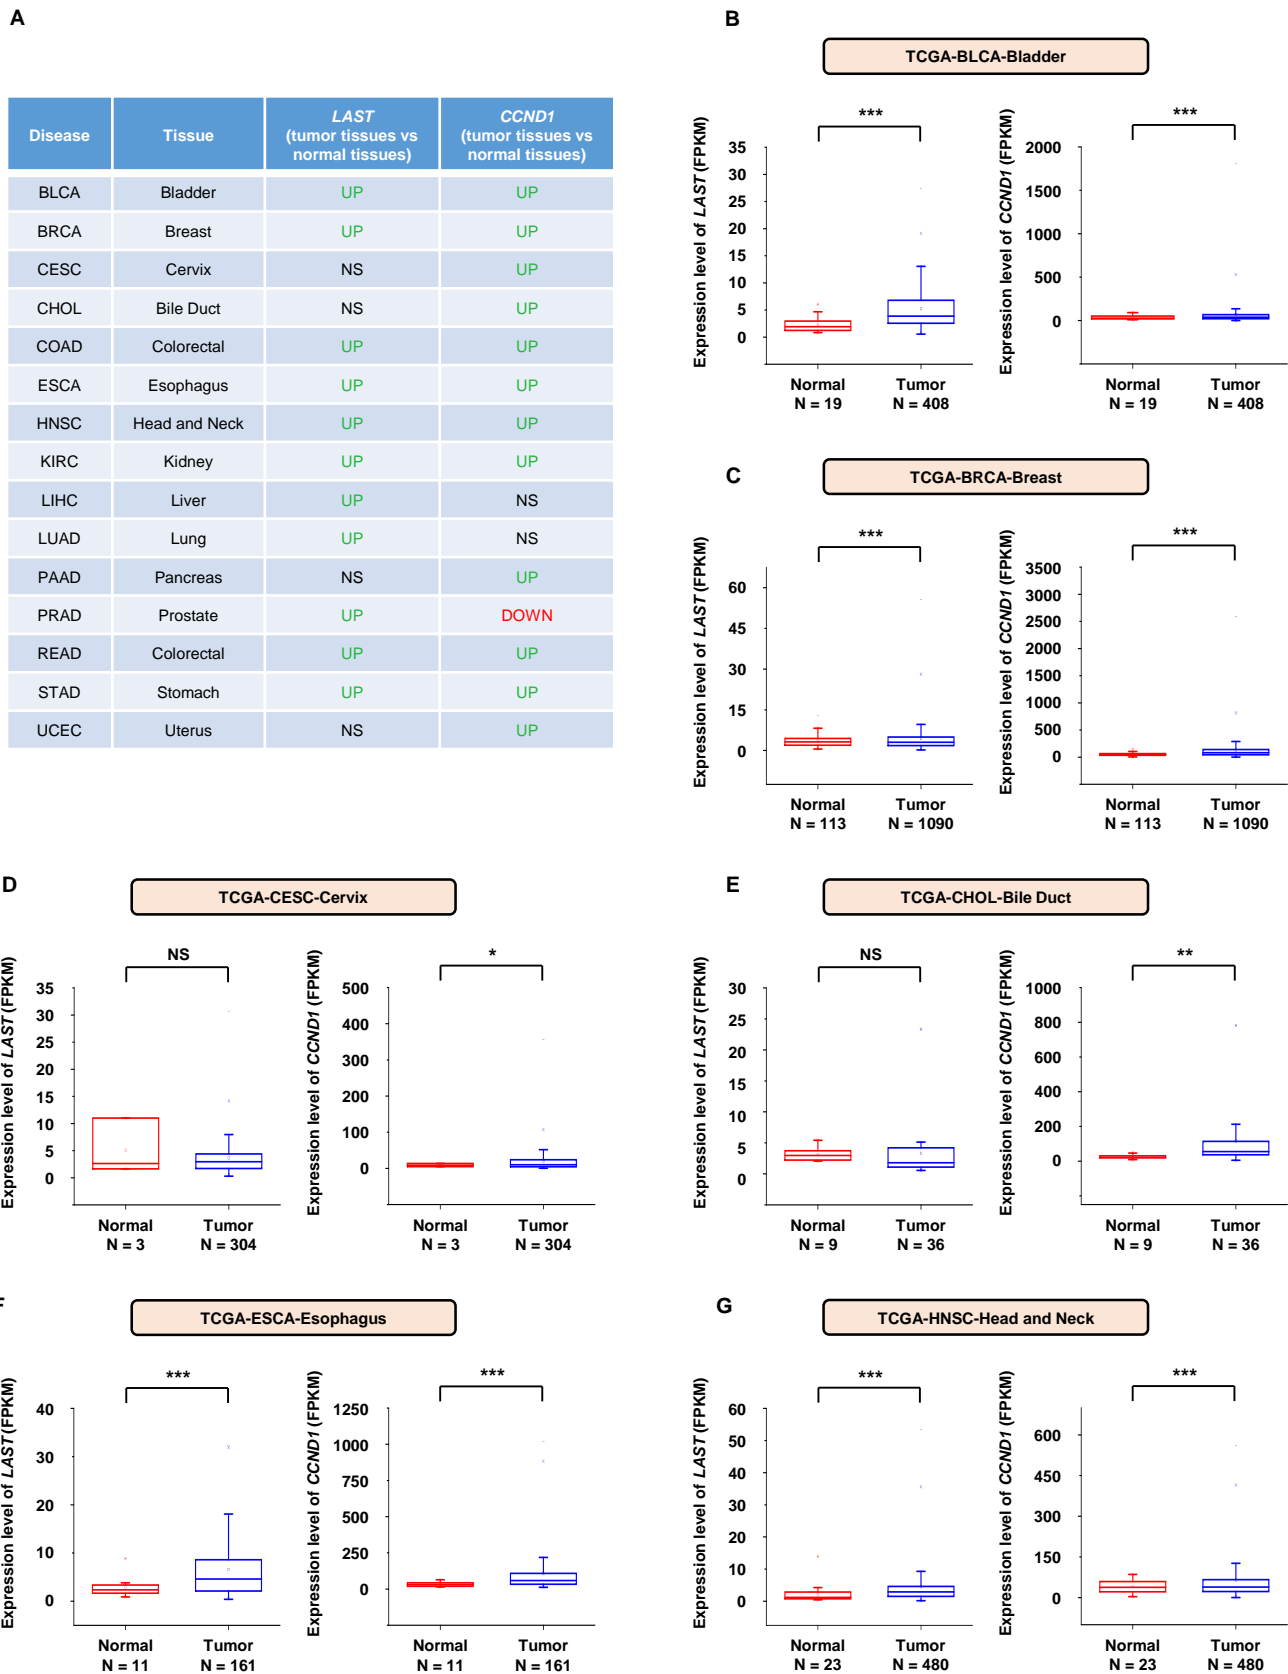 A
Disease Tissue LAST (tumor tissues vs normal tissues) CCND1 (tumor tissues vs normal tissues)
BLCA Bladder UP UP
BRCA Breast UP UP
CESC Cervix NS UP
CHOL Bile Duct NS UP
COAD Colorectal UP UP
ESCA Esophagus UP UP
HNSC Head and Neck UP UP
KIRC Kidney UP UP
LIHC Liver UP NS
LUAD Lung UP NS
PAAD Pancreas NS UP
PRAD Prostate UP DOWN
READ Colorectal UP UP
STAD Stomach UP UP
UCEC Uterus NS UP
B
TCGA-BLCA-Bladder
Expression level of LAST (FPKM)
35
30
25
20
15
10
5
0
***
Normal Tumor
N = 19 N = 408
Expression level of CCND1 (FPKM)
2000
1500
1000
500
0
***
Normal Tumor
N = 19 N = 408
C
TCGA-BRCA-Breast
Expression level of LAST (FPKM)
60
45
30
15
0
***
Normal Tumor
N = 113 N = 1090
Expression level of CCND1 (FPKM)
3500
3000
2500
2000
1500
1000
500
0
***
Normal Tumor
N = 113 N = 1090
D
TCGA-CESC-Cervix
Expression level of LAST (FPKM)
35
30
25
20
15
10
5
0
NS
Normal Tumor
N = 3 N = 304
Expression level of CCND1 (FPKM)
500
400
300
200
100
0
*
Normal Tumor
N = 3 N = 304
E
TCGA-CHOL-Bile Duct
Expression level of LAST (FPKM)
35
30
25
20
15
10
5
0
NS
Normal Tumor
N = 9 N = 36
Expression level of CCND1 (FPKM)
1000
800
600
400
200
0
**
Normal Tumor
N = 9 N = 36
F
TCGA-ESCA-Esophagus
Expression level of LAST (FPKM)
40
30
20
10
0
***
Normal Tumor
N = 11 N = 161
Expression level of CCND1 (FPKM)
1250
1000
750
500
250
0
***
Normal Tumor
N = 11 N = 161
G
TCGA-HNSC-Head and Neck
Expression level of LAST (FPKM)
60
50
40
30
20
10
0
***
Normal Tumor
N = 23 N = 480
Expression level of CCND1 (FPKM)
600
450
300
150
0
***
Normal Tumor
N = 23 N = 480